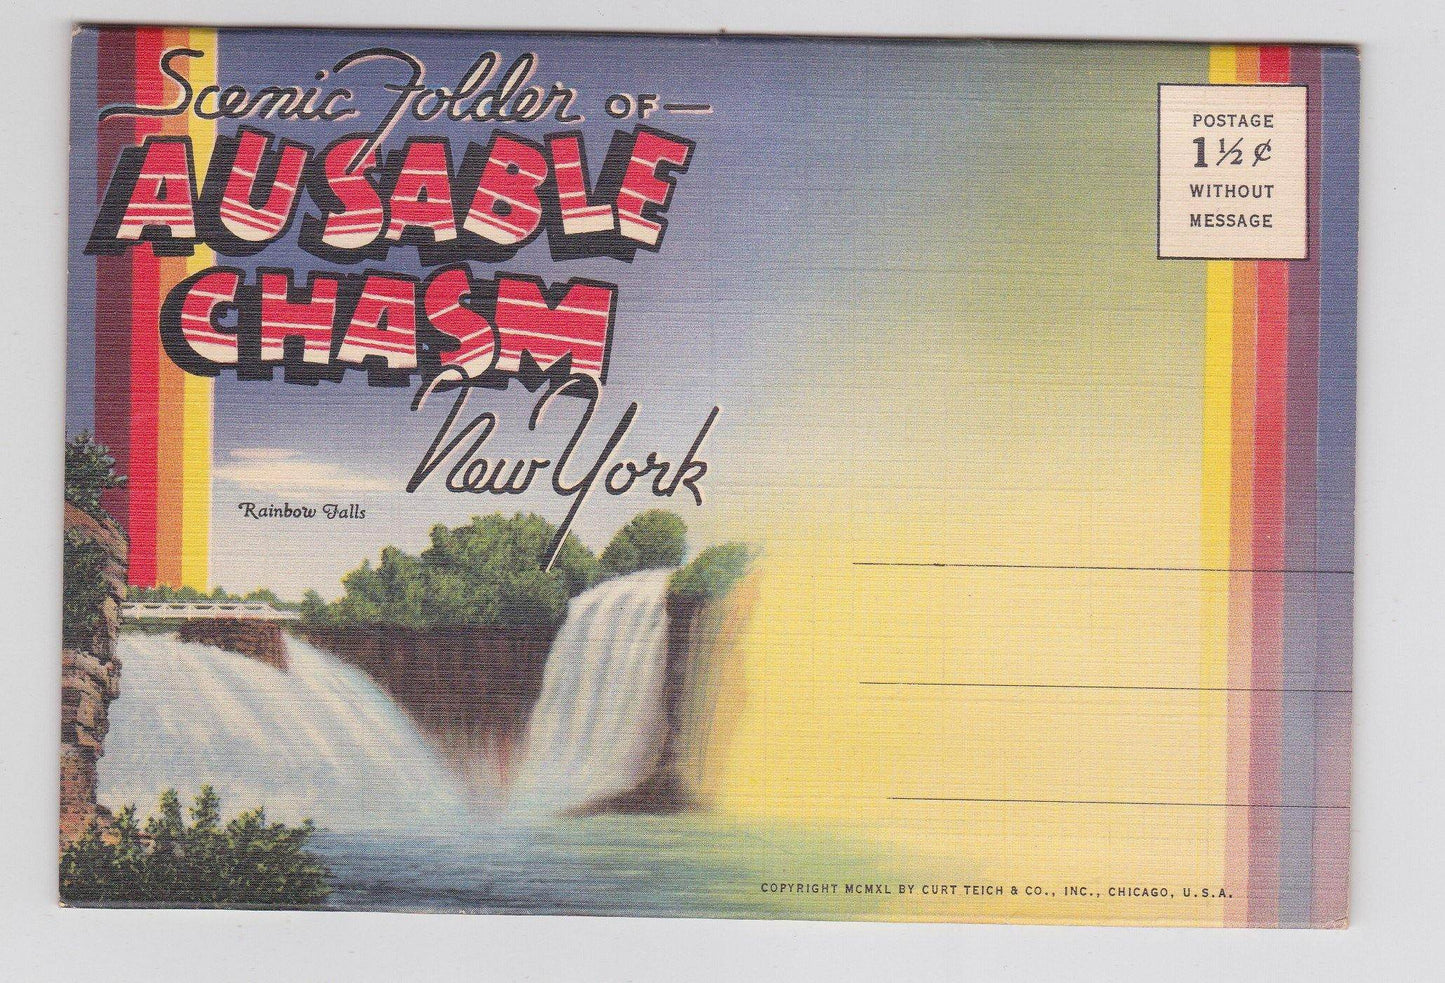 Scenic Folder OF—
AUSABLE
CHASM
New York
Rainbow Falls
POSTAGE
1½¢
WITHOUT
MESSAGE
COPYRIGHT MCMXL BY CURT TEICH & CO., INC., CHICAGO, U.S.A.